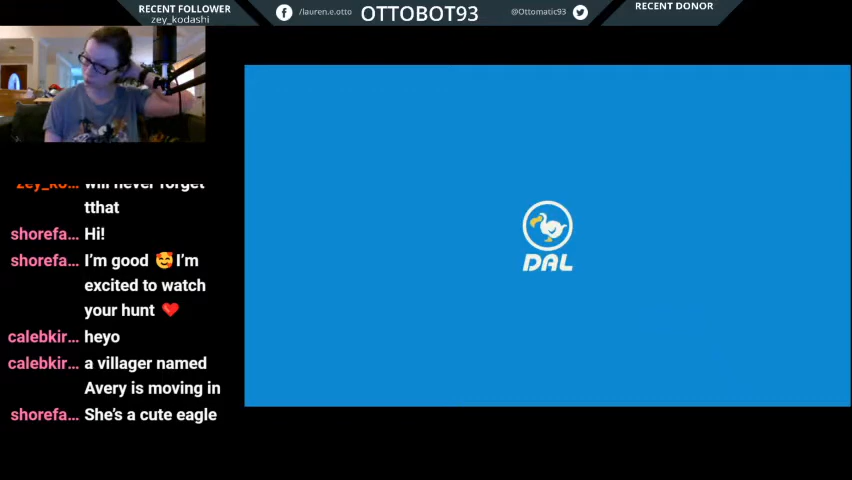 RECENT FOLLOWER
zey_kodashi
/lauren.e.otto
OTTOBOT93
@Ottomatic93
RECENT DONOR
zey_ko… will never forget
tthat
shorefa… Hi!
shorefa… I'm good 🥰 I'm
excited to watch
your hunt ❤️
calebkir… heyo
calebkir… a villager named
Avery is moving in
shorefa… She's a cute eagle
DAL